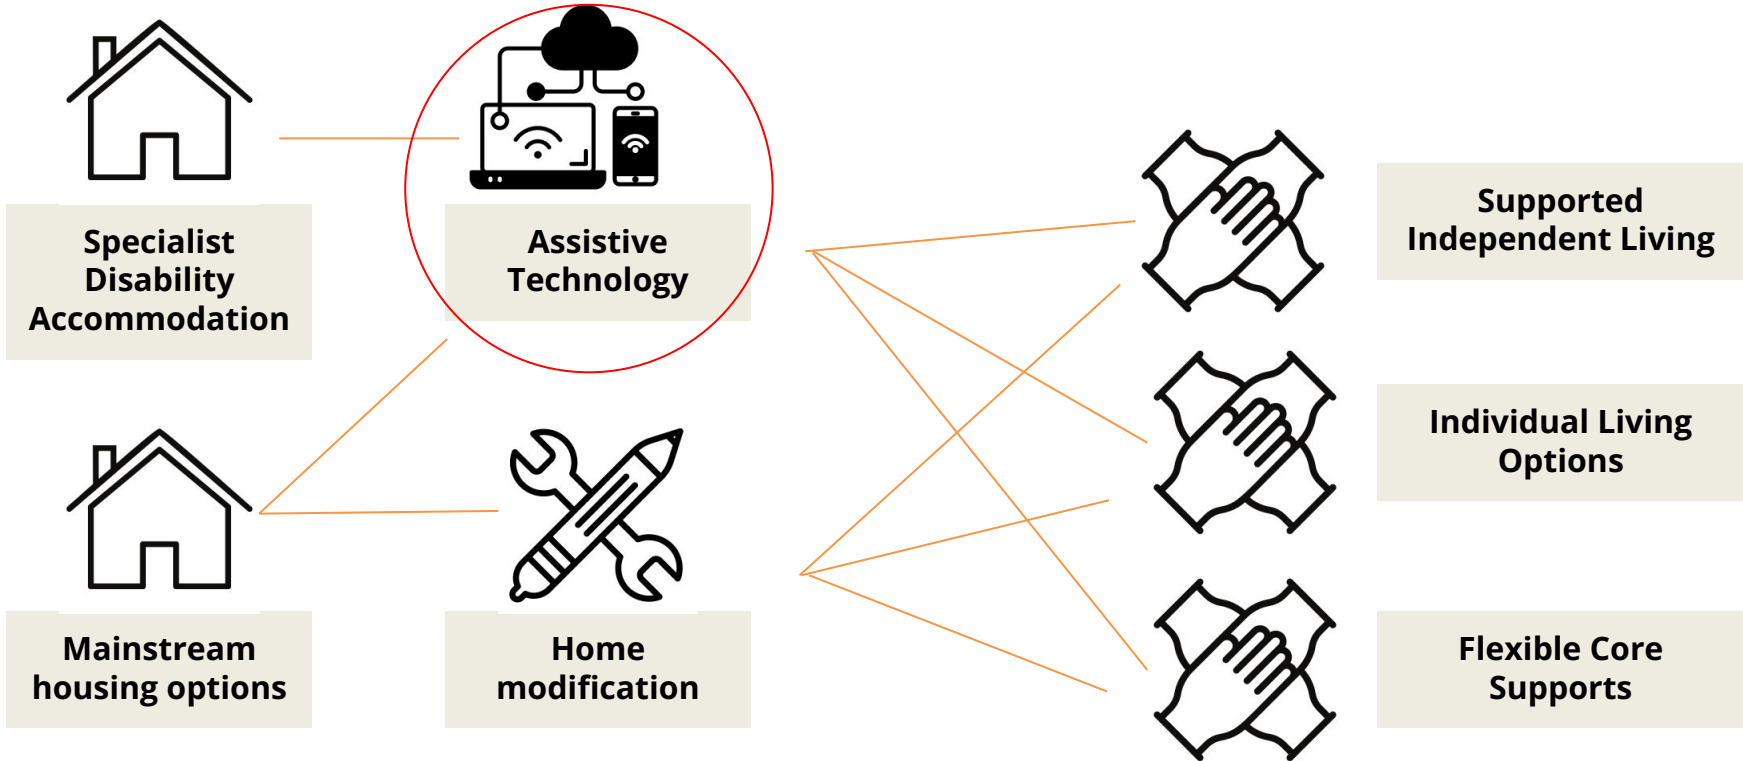 Specialist
Disability
Accommodation
Assistive
Technology
Supported
Independent Living
Individual Living
Options
Mainstream
housing options
Home
modification
Flexible Core
Supports